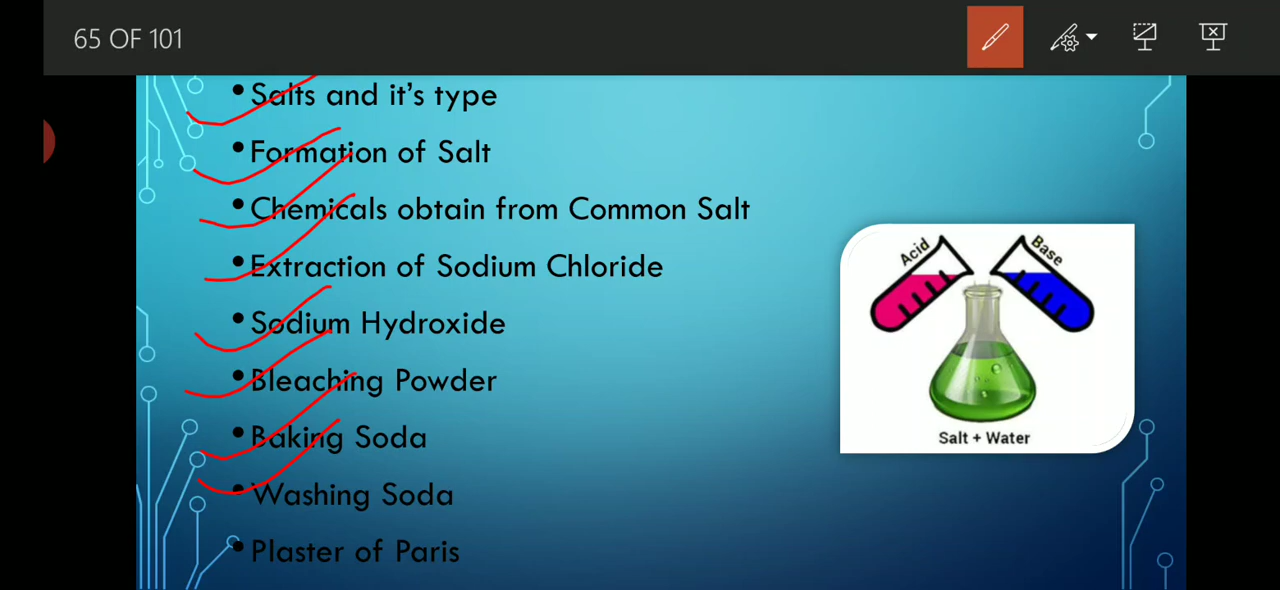 65 OF 101
•Salts and it's type
•Formation of Salt
•Chemicals obtain from Common Salt
•Extraction of Sodium Chloride
•Sodium Hydroxide
•Bleaching Powder
•Baking Soda
•Washing Soda
•Plaster of Paris
Acid
Base
Salt + Water